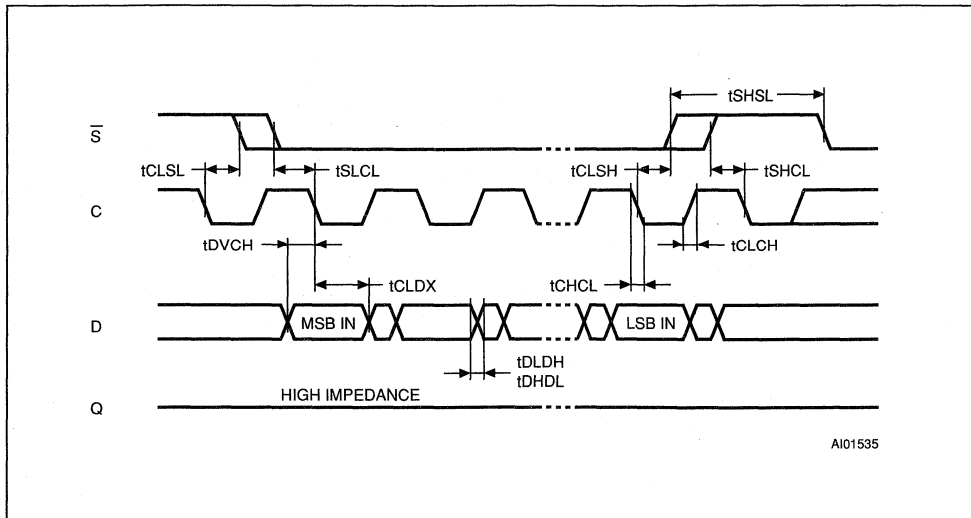 tSHSL
S̅
tCLSL tSLCL tCLSH tSHCL
C
tDVCH tCLCH
tCLDX tCHCL
D MSB IN LSB IN
tDLDH
tDHDL
HIGH IMPEDANCE
Q
AI01535